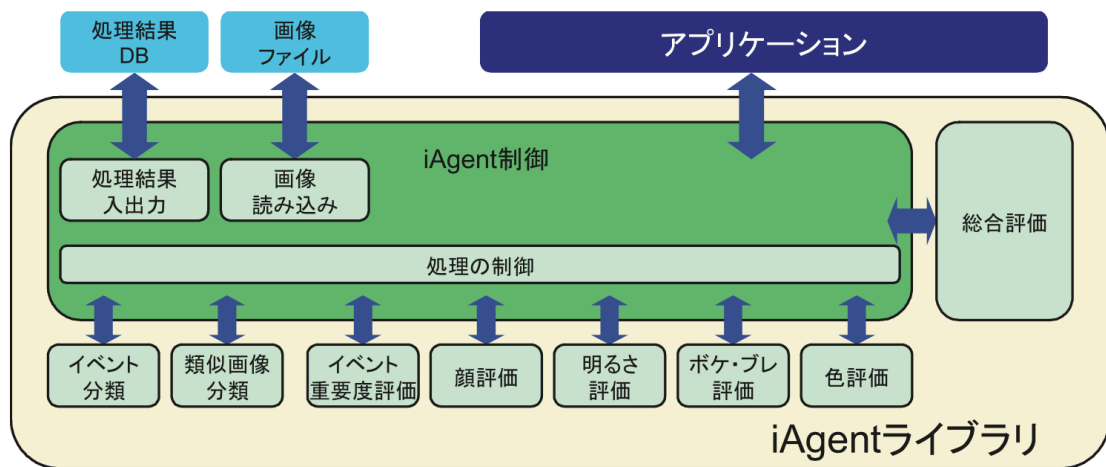 処理結果
DB
画像
ファイル
アプリケーション
iAgent制御
処理結果
入出力
画像
読み込み
総合評価
処理の制御
イベント
分類
類似画像
分類
イベント
重要度評価
顔評価
明るさ
評価
ボケ・ブレ
評価
色評価
iAgentライブラリ